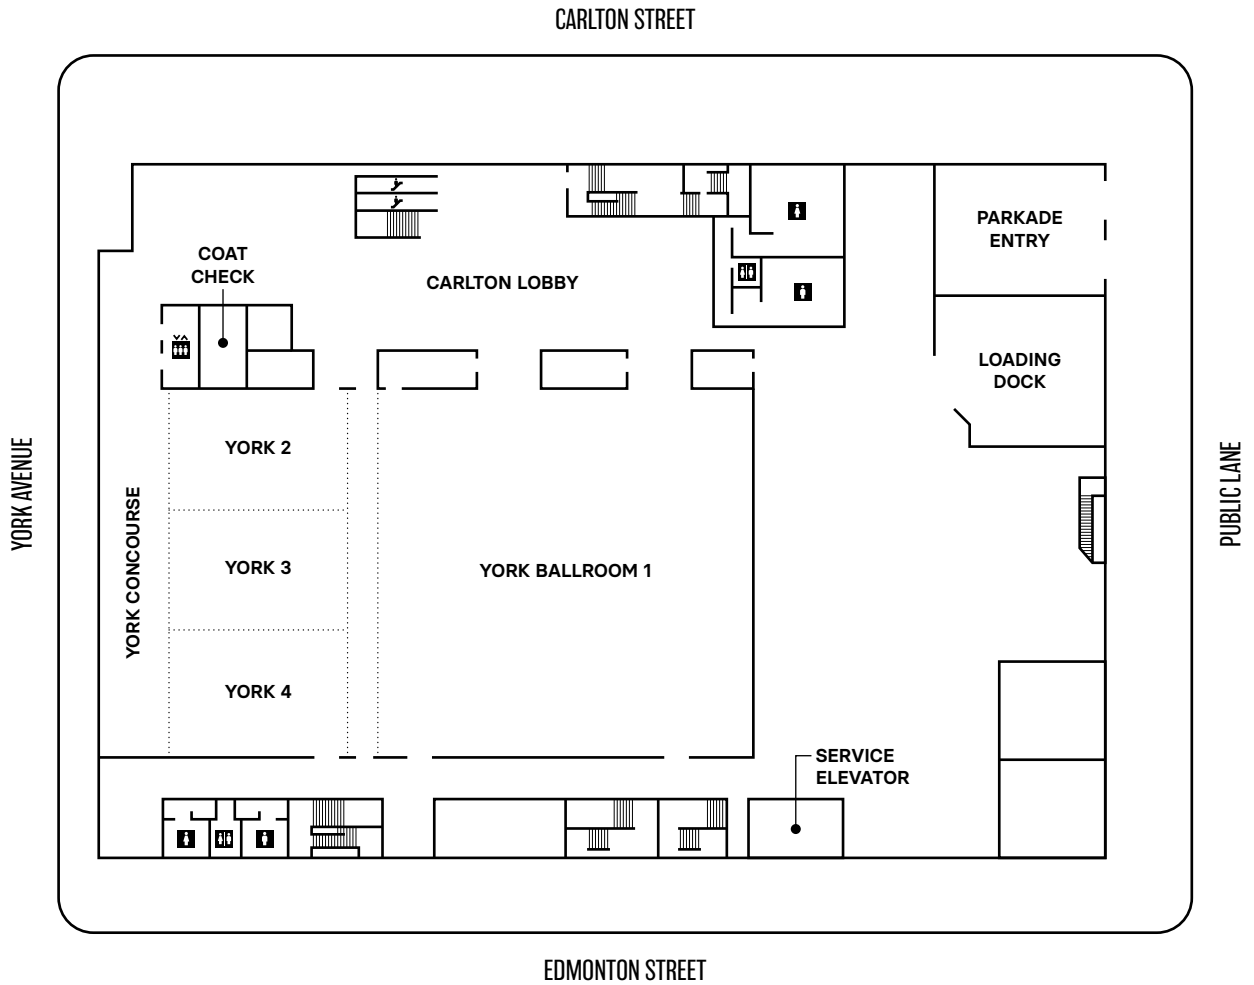 CARLTON STREET
PARKADE
ENTRY
COAT
CHECK
CARLTON LOBBY
LOADING
DOCK
YORK 2
YORK AVENUE
PUBLIC LANE
YORK CONCOURSE
YORK 3
YORK BALLROOM 1
YORK 4
SERVICE
ELEVATOR
EDMONTON STREET